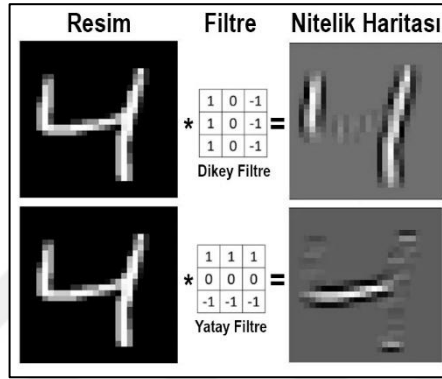 Resim Filtre Nitelik Haritası
* 1 0 -1 =
1 0 -1
1 0 -1
Dikey Filtre
* 1 1 1 =
0 0 0
-1 -1 -1
Yatay Filtre